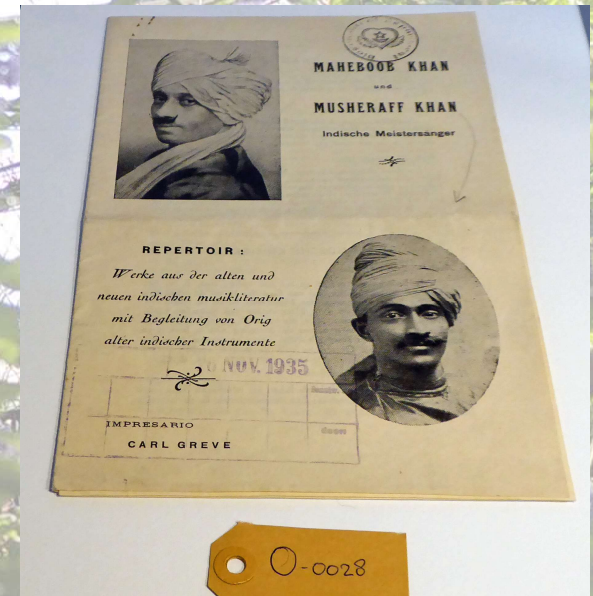 MAHEBOOB KHAN
und
MUSHERAFF KHAN
Indische Meistersänger
REPERTOIR :
Werke aus der alten und
neuen indischen musikliteratur
mit Begleitung von Orig
alter indischer Instrumente
NOV. 1935
IMPRESARIO
CARL GREVE
O-0028